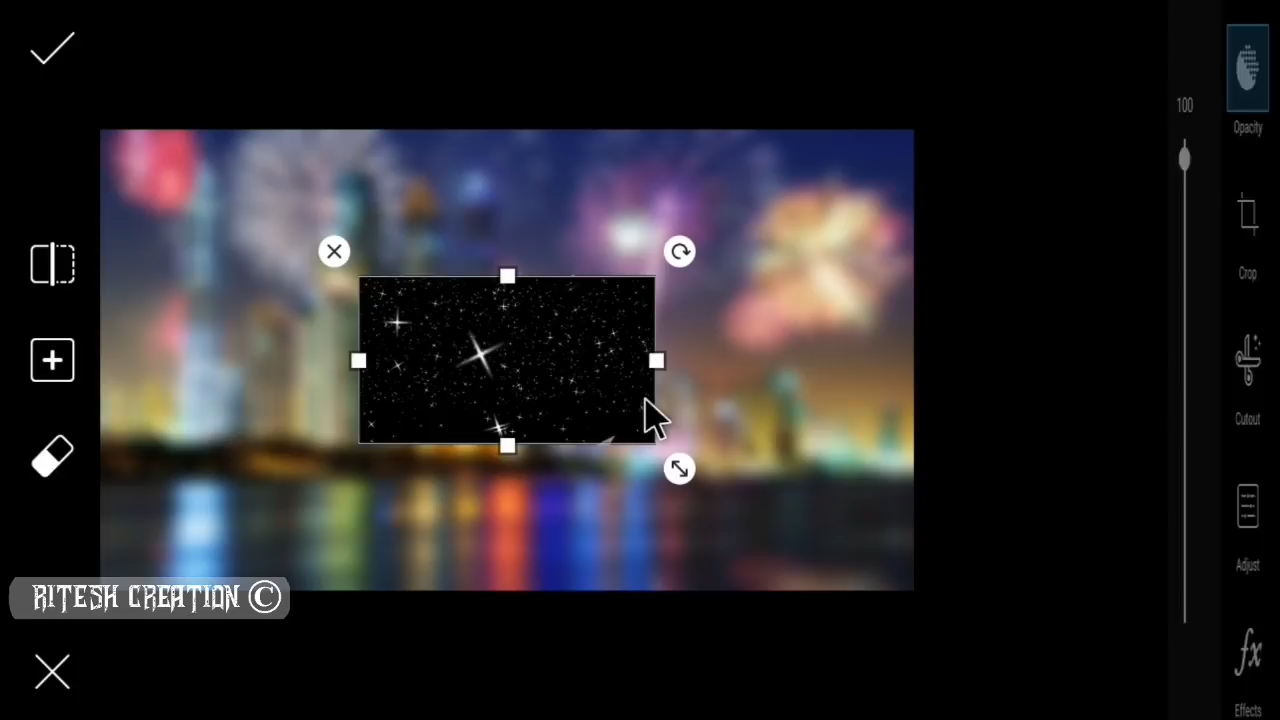 100
Opacity
Crop
Cutout
Adjust
fx
Effects
RITESH CREATION ©